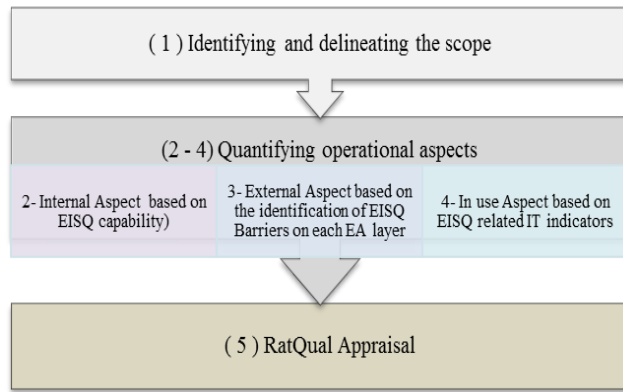 ( 1 ) Identifying and delineating the scope
(2 - 4) Quantifying operational aspects
2- Internal Aspect based on
EISQ capability)
3- External Aspect based on
the identification of EISQ
Barriers on each EA layer
4- In use Aspect based on
EISQ related IT indicators
( 5 ) RatQual Appraisal